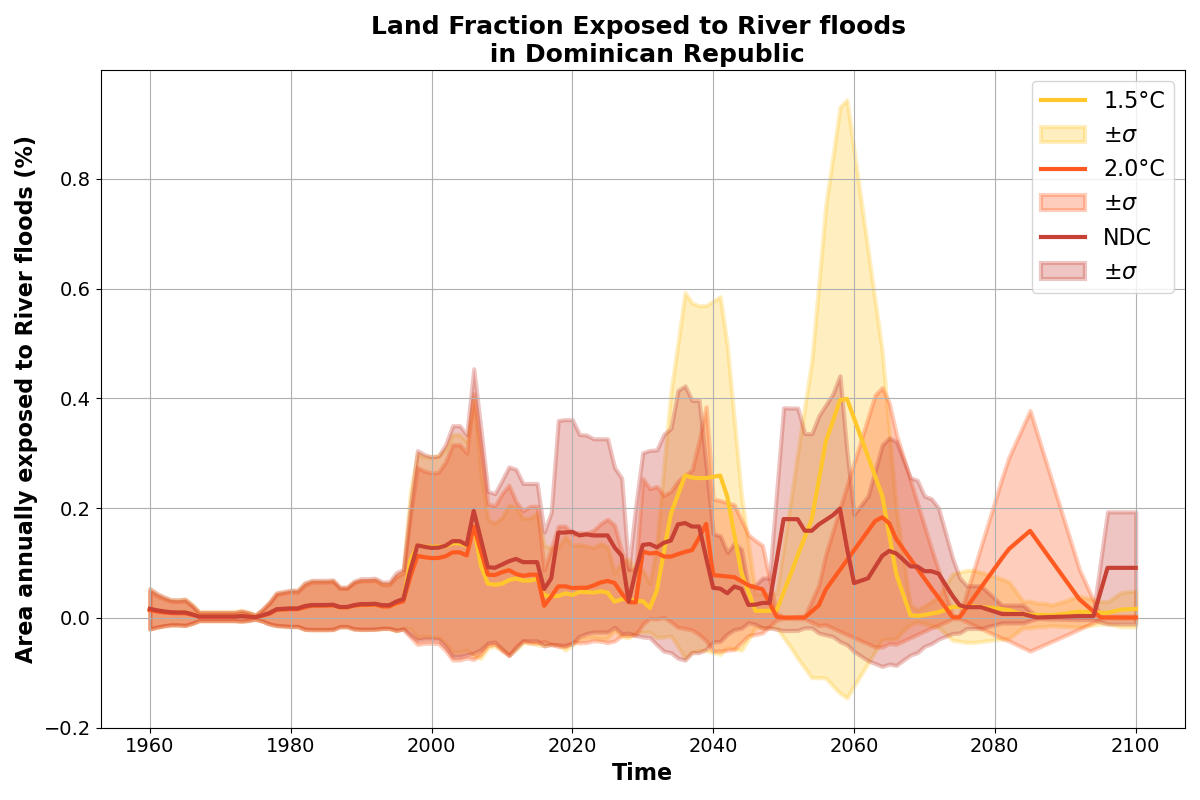 Land Fraction Exposed to River floods
in Dominican Republic
Area annually exposed to River floods (%)
0.8
0.6
0.4
0.2
0.0
−0.2
1960
1980
2000
2020
2040
2060
2080
2100
Time
1.5°C
±σ
2.0°C
±σ
NDC
±σ